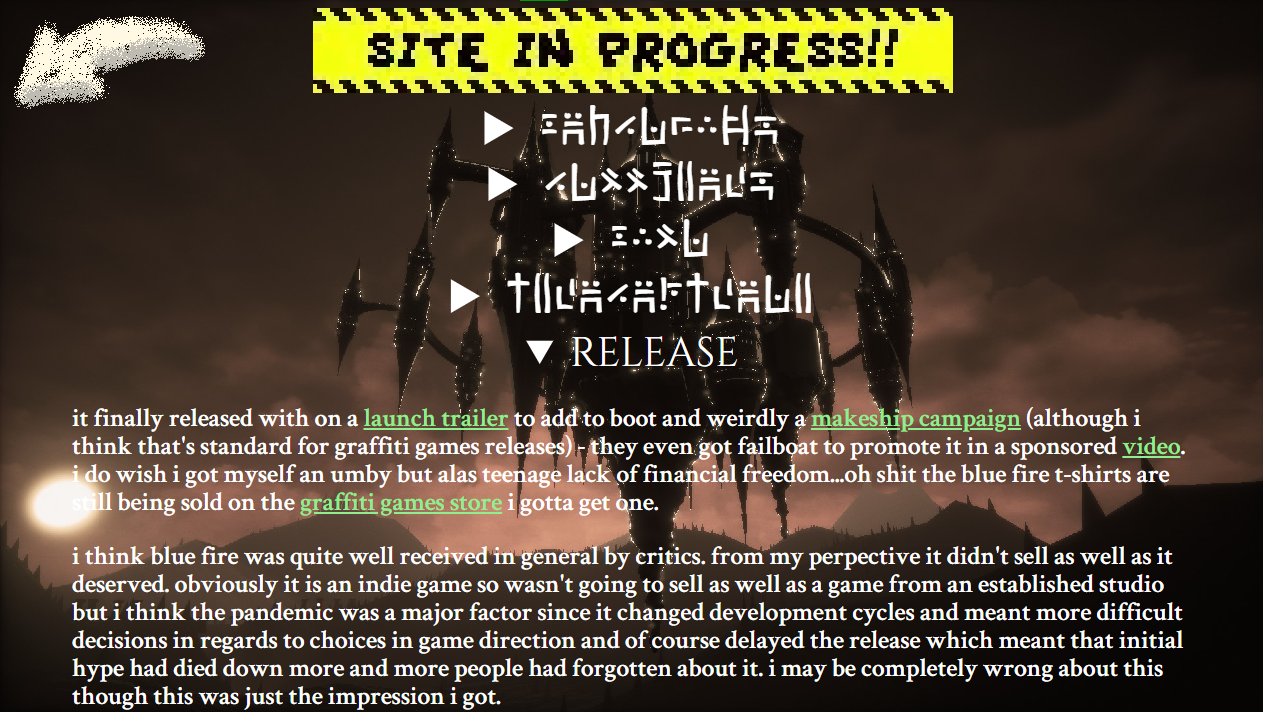 SITE IN PROGRESS!!
RELEASE
it finally released with on a launch trailer to add to boot and weirdly a makeship campaign (although i
think that's standard for graffiti games releases) - they even got failboat to promote it in a sponsored video.
i do wish i got myself an umby but alas teenage lack of financial freedom...oh shit the blue fire t-shirts are
still being sold on the graffiti games store i gotta get one.
i think blue fire was quite well received in general by critics. from my perpective it didn't sell as well as it
deserved. obviously it is an indie game so wasn't going to sell as well as a game from an established studio
but i think the pandemic was a major factor since it changed development cycles and meant more difficult
decisions in regards to choices in game direction and of course delayed the release which meant that initial
hype had died down more and more people had forgotten about it. i may be completely wrong about this
though this was just the impression i got.